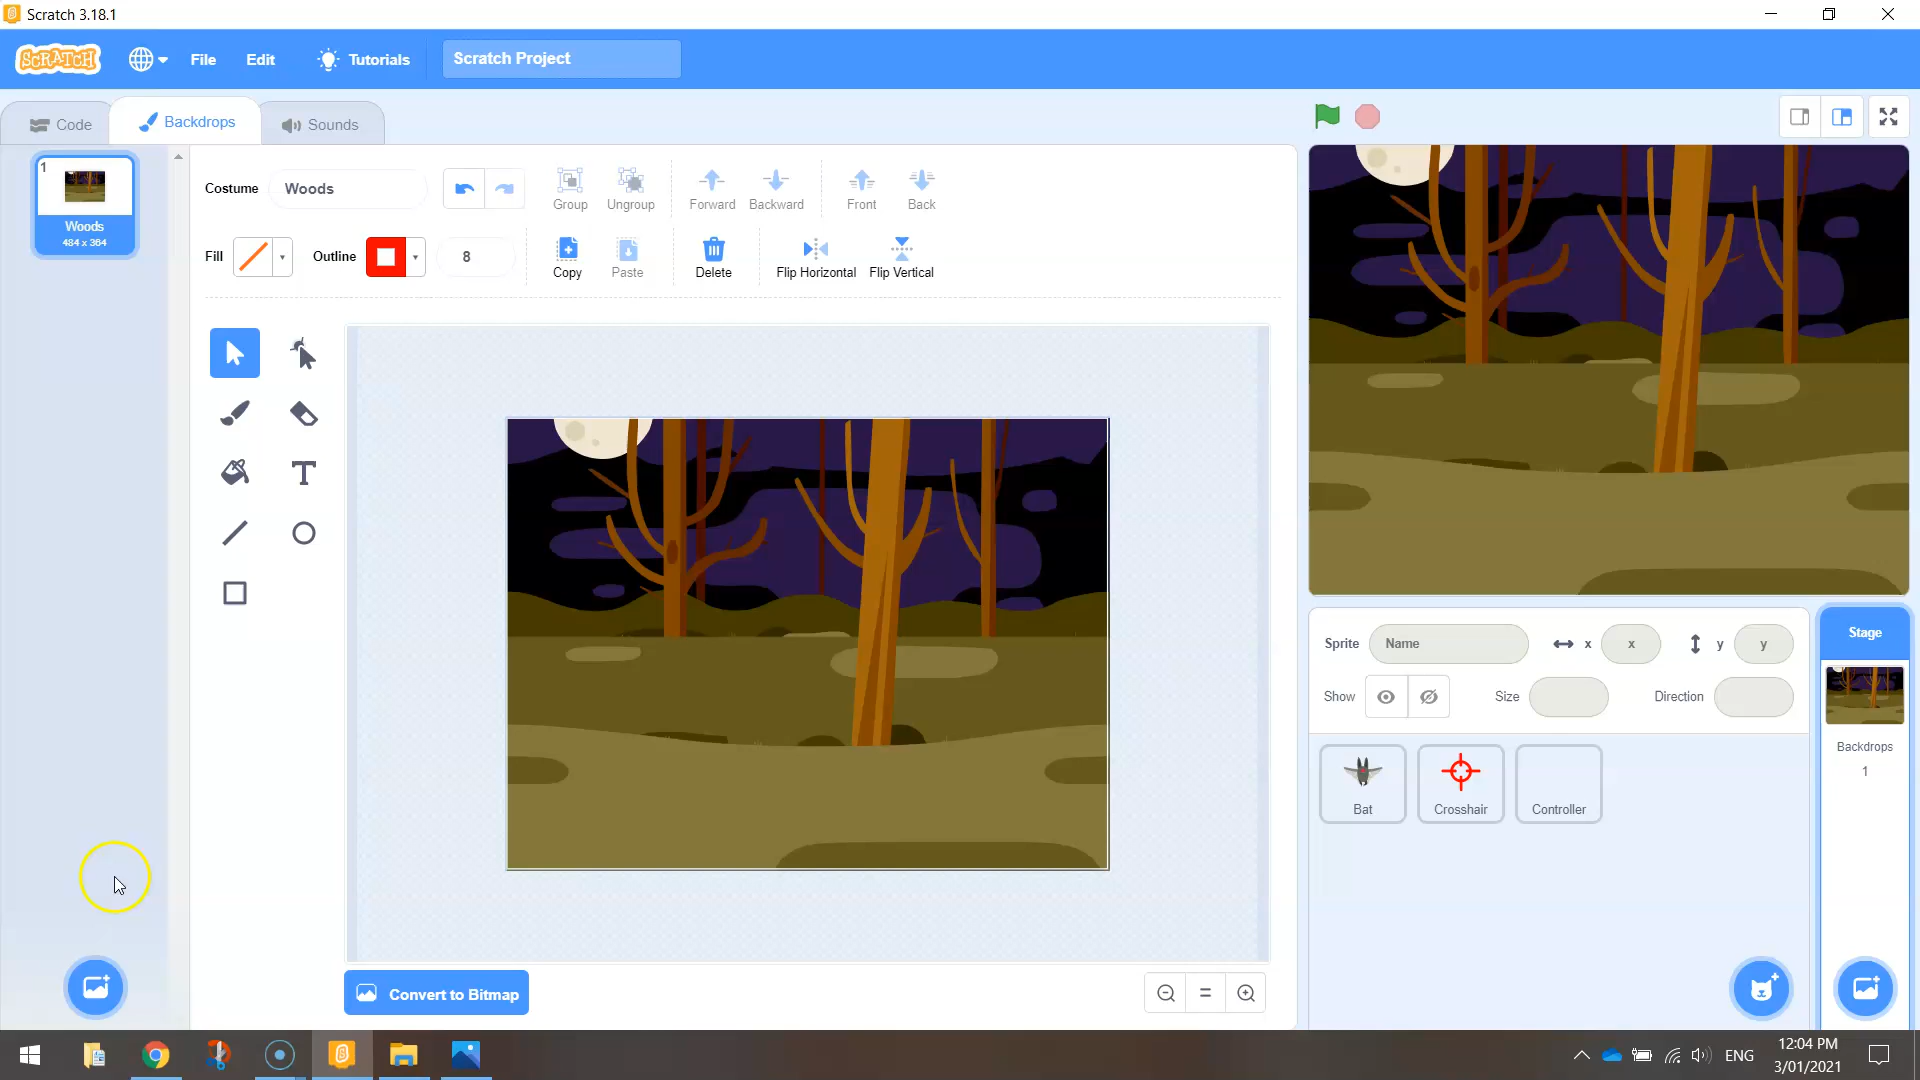 Scratch 3.18.1
SCRATCH
File
Edit
Tutorials
Scratch Project
Code
Backdrops
Sounds
1
Woods
484 x 364
Costume
Woods
Group
Ungroup
Forward
Backward
Front
Back
Fill
Outline
8
Copy
Paste
Delete
Flip Horizontal
Flip Vertical
T
Convert to Bitmap
Sprite
Name
x
x
y
y
Show
Size
Direction
Bat
Crosshair
Controller
Stage
Backdrops
1
ENG
12:04 PM
3/01/2021